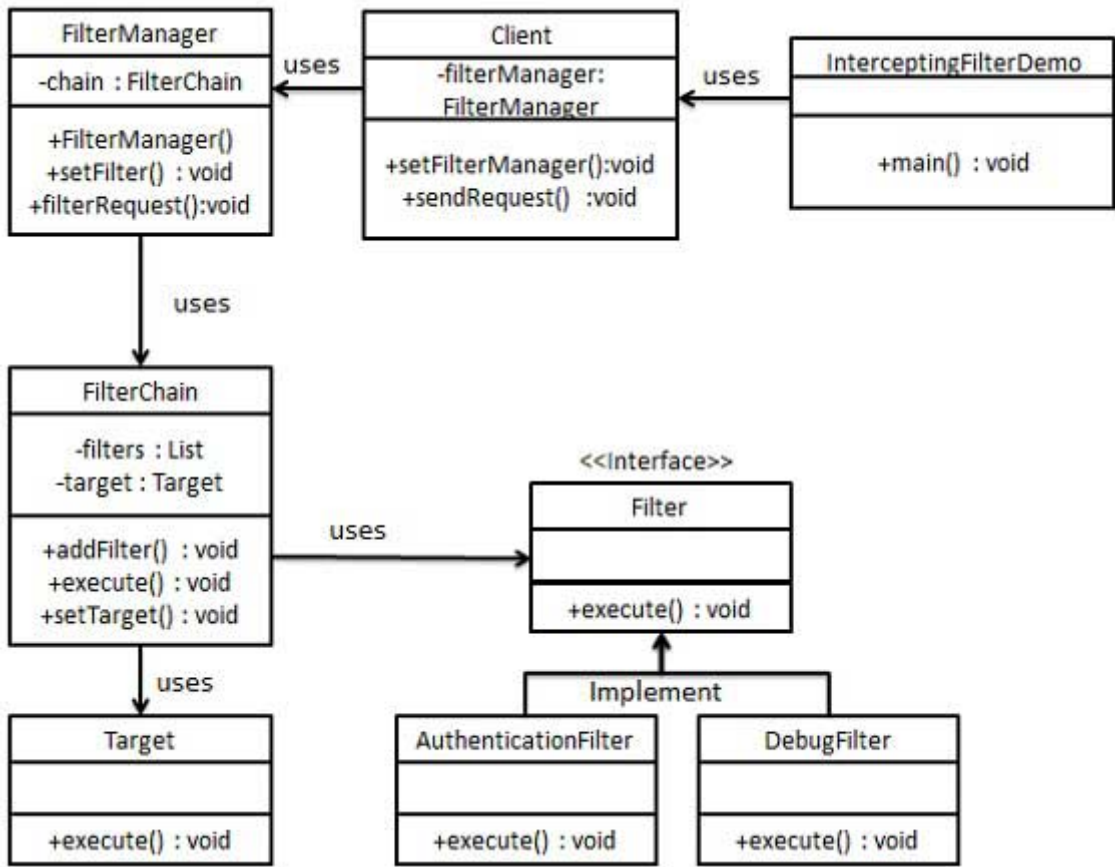 FilterManager
-chain : FilterChain
+FilterManager()
+setFilter() : void
+filterRequest():void
uses
Client
-filterManager:
FilterManager
+setFilterManager():void
+sendRequest() :void
uses
InterceptingFilterDemo
+main() : void
uses
FilterChain
-filters : List
-target : Target
+addFilter() : void
+execute() : void
+setTarget() : void
uses
<<Interface>>
Filter
+execute() : void
uses
Implement
Target
+execute() : void
AuthenticationFilter
+execute() : void
DebugFilter
+execute() : void